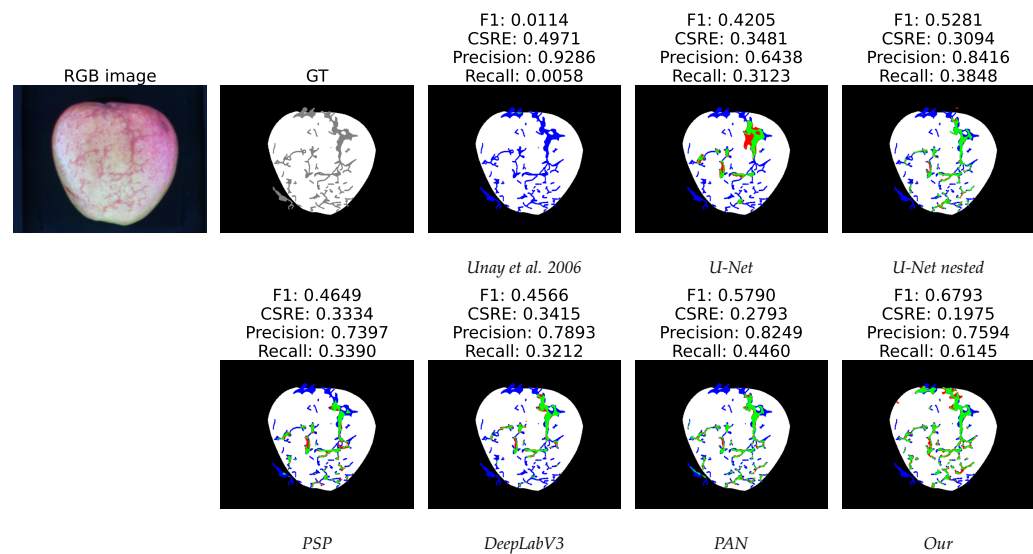 RGB image
GT
F1: 0.0114
CSRE: 0.4971
Precision: 0.9286
Recall: 0.0058
F1: 0.4205
CSRE: 0.3481
Precision: 0.6438
Recall: 0.3123
F1: 0.5281
CSRE: 0.3094
Precision: 0.8416
Recall: 0.3848
Unay et al. 2006
U-Net
U-Net nested
F1: 0.4649
CSRE: 0.3334
Precision: 0.7397
Recall: 0.3390
F1: 0.4566
CSRE: 0.3415
Precision: 0.7893
Recall: 0.3212
F1: 0.5790
CSRE: 0.2793
Precision: 0.8249
Recall: 0.4460
F1: 0.6793
CSRE: 0.1975
Precision: 0.7594
Recall: 0.6145
PSP
DeepLabV3
PAN
Our